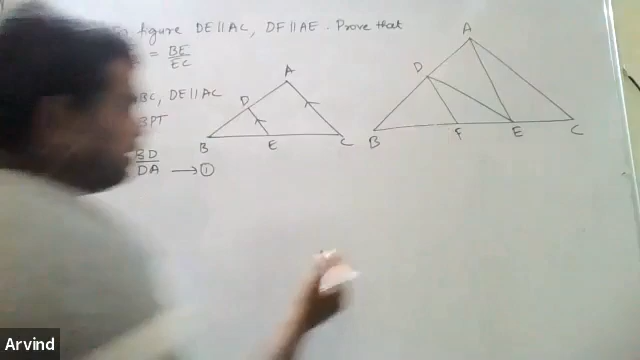 figure DE||AC, DF||AE. Prove that
= BE/EC
BC, DE||AC
BPT
BD/DA → ①
A
D
B
E
C
A
D
B
F
E
C
Arvind